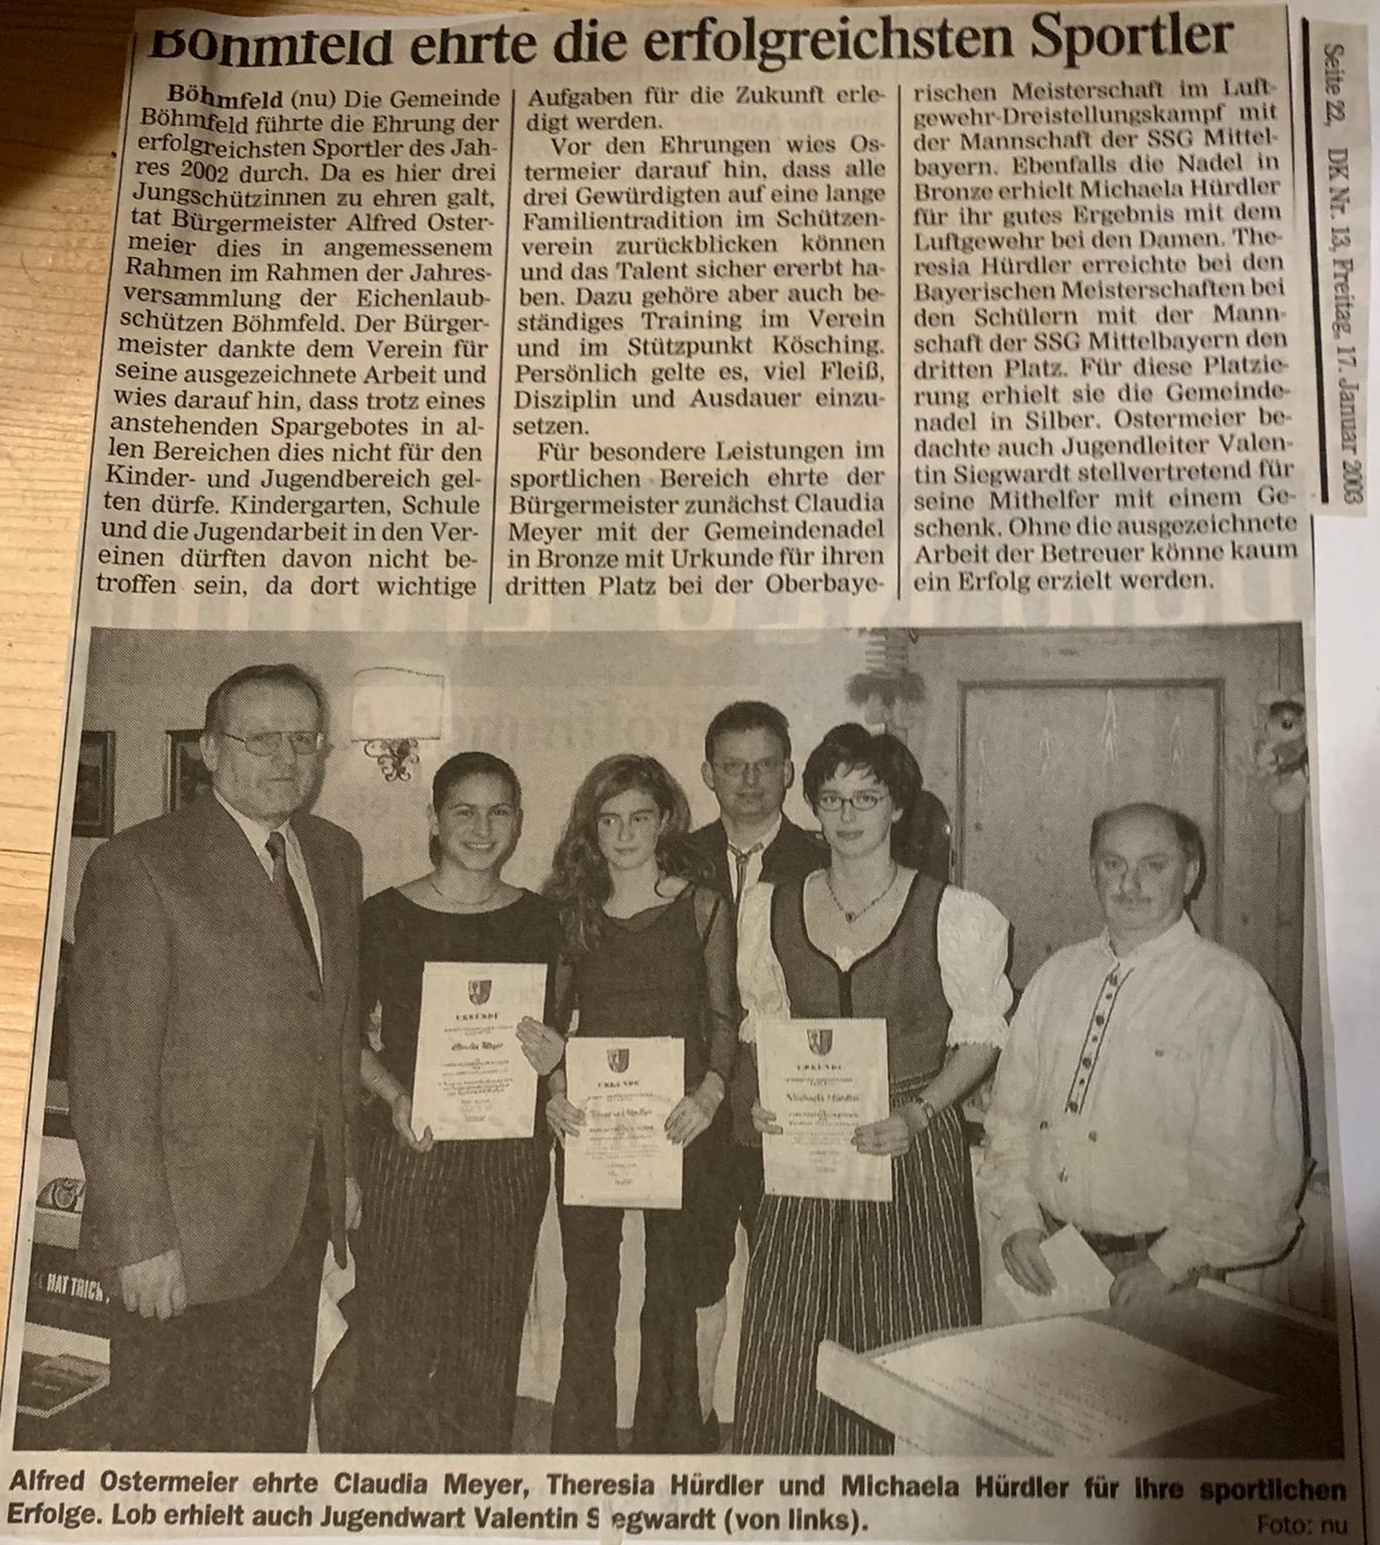 Böhmfeld ehrte die erfolgreichsten Sportler
Böhmfeld (nu) Die Gemeinde
Böhmfeld führte die Ehrung der
erfolgreichsten Sportler des Jah-
res 2002 durch. Da es hier drei
Jungschützinnen zu ehren galt,
tat Bürgermeister Alfred Oster-
meier dies in angemessenem
Rahmen im Rahmen der Jahres-
versammlung der Eichenlaub-
schützen Böhmfeld. Der Bürger-
meister dankte dem Verein für
seine ausgezeichnete Arbeit und
wies darauf hin, dass trotz eines
anstehenden Spargebotes in al-
len Bereichen dies nicht für den
Kinder- und Jugendbereich gel-
ten dürfe. Kindergarten, Schule
und die Jugendarbeit in den Ver-
einen dürften davon nicht be-
troffen sein, da dort wichtige
Aufgaben für die Zukunft erle-
digt werden.
Vor den Ehrungen wies Os-
termeier darauf hin, dass alle
drei Gewürdigten auf eine lange
Familientradition im Schützen-
verein zurückblicken können
und das Talent sicher ererbt ha-
ben. Dazu gehöre aber auch be-
ständiges Training im Verein
und im Stützpunkt Kösching.
Persönlich gelte es, viel Fleiß,
Disziplin und Ausdauer einzu-
setzen.
Für besondere Leistungen im
sportlichen Bereich ehrte der
Bürgermeister zunächst Claudia
Meyer mit der Gemeindenadel
in Bronze mit Urkunde für ihren
dritten Platz bei der Oberbaye-
rischen Meisterschaft im Luft-
gewehr-Dreistellungskampf mit
der Mannschaft der SSG Mittel-
bayern. Ebenfalls die Nadel in
Bronze erhielt Michaela Hürdler
für ihr gutes Ergebnis mit dem
Luftgewehr bei den Damen. The-
resia Hürdler erreichte bei den
Bayerischen Meisterschaften bei
den Schülern mit der Mann-
schaft der SSG Mittelbayern den
dritten Platz. Für diese Platzie-
rung erhielt sie die Gemeinde-
nadel in Silber. Ostermeier be-
dachte auch Jugendleiter Valen-
tin Siegwardt stellvertretend für
seine Mithelfer mit einem Ge-
schenk. Ohne die ausgezeichnete
Arbeit der Betreuer könne kaum
ein Erfolg erzielt werden.
Seite 22, DK Nr. 13, Freitag, 17. Januar 2003
URKUNDE
URKUNDE
URKUNDE
Michaela Hürdler
HAT TRICK
Alfred Ostermeier ehrte Claudia Meyer, Theresia Hürdler und Michaela Hürdler für ihre sportlichen
Erfolge. Lob erhielt auch Jugendwart Valentin S egwardt (von links).
Foto: nu